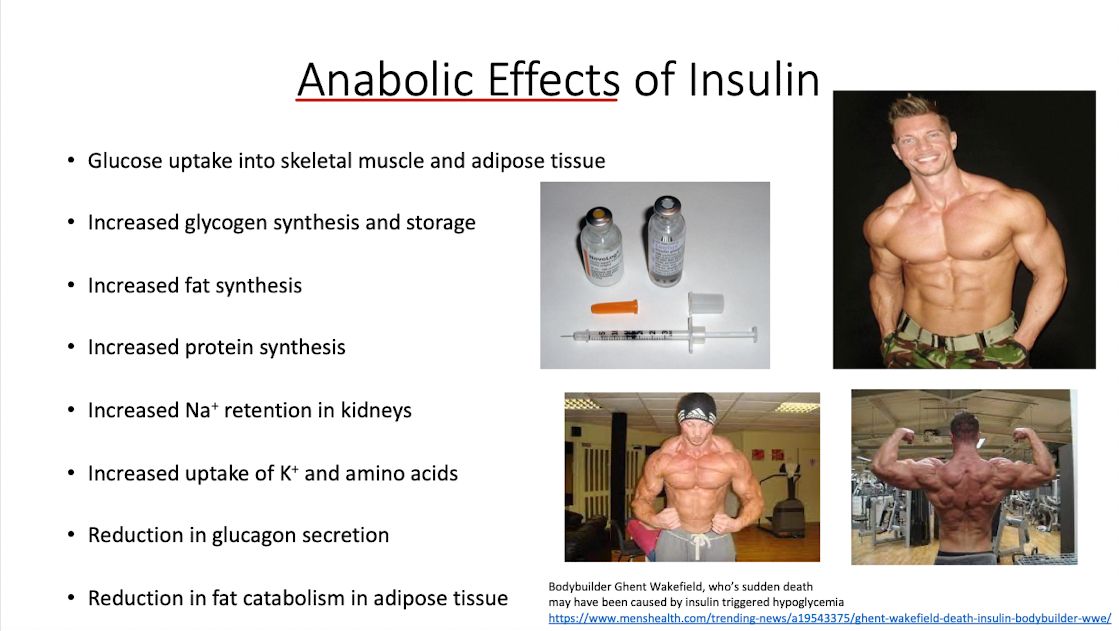 Anabolic Effects of Insulin
• Glucose uptake into skeletal muscle and adipose tissue
• Increased glycogen synthesis and storage
• Increased fat synthesis
• Increased protein synthesis
• Increased Na⁺ retention in kidneys
• Increased uptake of K⁺ and amino acids
• Reduction in glucagon secretion
• Reduction in fat catabolism in adipose tissue
NovoLog
Bodybuilder Ghent Wakefield, who’s sudden death
may have been caused by insulin triggered hypoglycemia
https://www.menshealth.com/trending-news/a19543375/ghent-wakefield-death-insulin-bodybuilder-wwe/